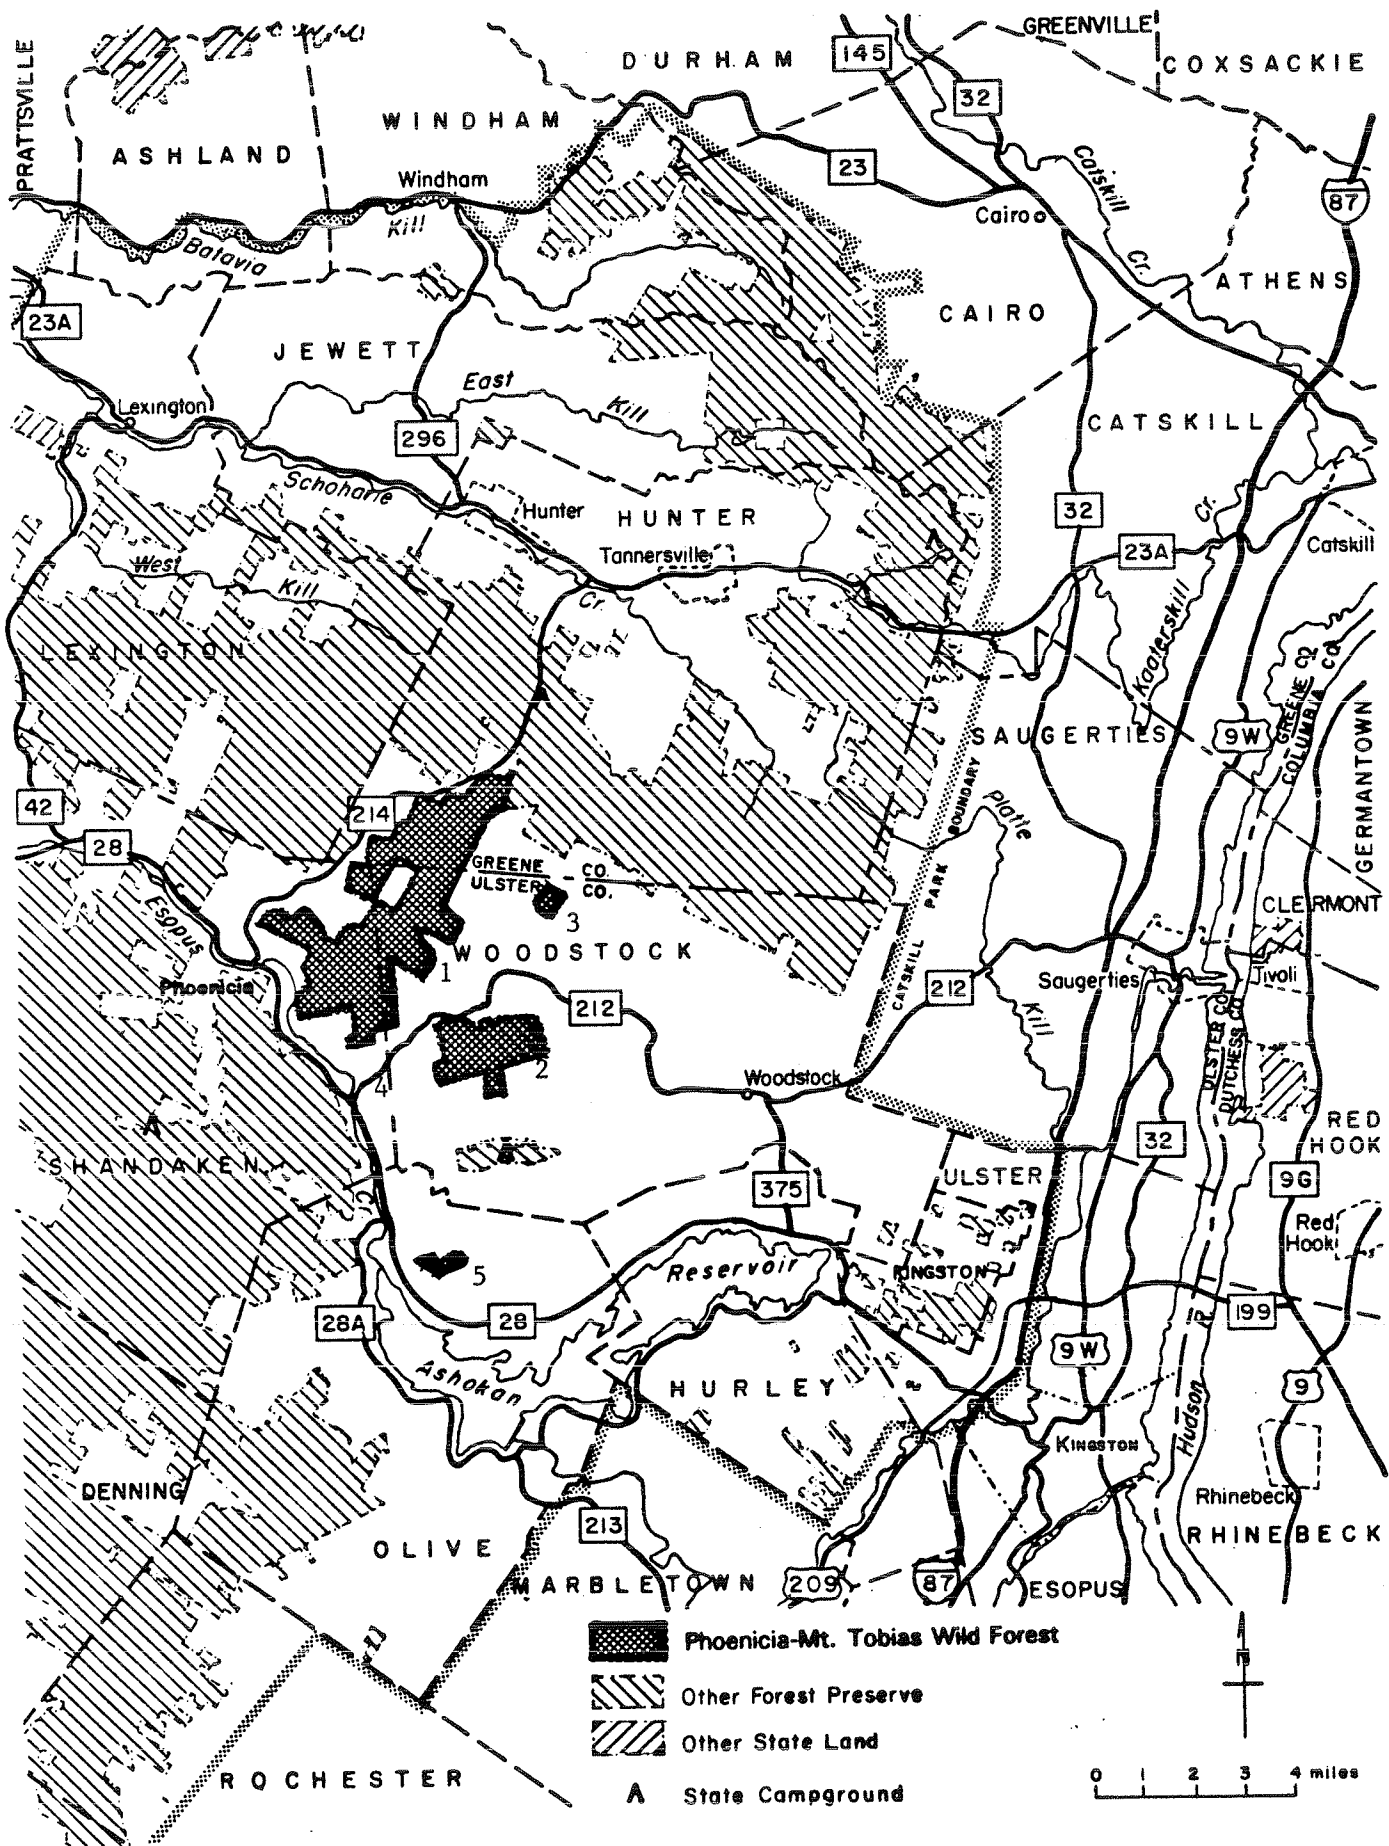 GREENVILLE
PRATTSVILLE
DURHAM
145
COXSACKIE
32
WINDHAM
ASHLAND
23
Catskill
Windham
87
Cairo
Kill
Batavia
Cr.
ATHENS
23A
CAIRO
JEWETT
East
Kill
Lexington
CATSKILL
296
Schoharie
Cr.
Hunter
HUNTER
32
23A
Catskill
Tannersville
West
Kill
Cr.
Kaaterskill
LEXINGTON
GREENE CO.
COLUMBIA CO.
SAUGERTIES
9W
GERMANTOWN
42
214
Platte
28
GREENE CO.
ULSTER CO.
CATSKILL PARK BOUNDARY
Esopus
3
CLERMONT
WOODSTOCK
1
Tivoli
Phoenicia
212
212
Saugerties
Kill
ULSTER CO.
DUTCHESS CO.
2
4
Woodstock
RED
HOOK
32
SHANDAKEN
ULSTER
375
9G
Cr.
Red
Hook
5
Reservoir
KINGSTON
28A
28
199
R.
9W
Ashokan
HURLEY
9
Hudson
KINGSTON
DENNING
Rhinebeck
213
RHINEBECK
OLIVE
MARBLETOWN
209
87
ESOPUS
Phoenicia-Mt. Tobias Wild Forest
Other Forest Preserve
Other State Land
ROCHESTER
0 1 2 3 4 miles
A State Campground